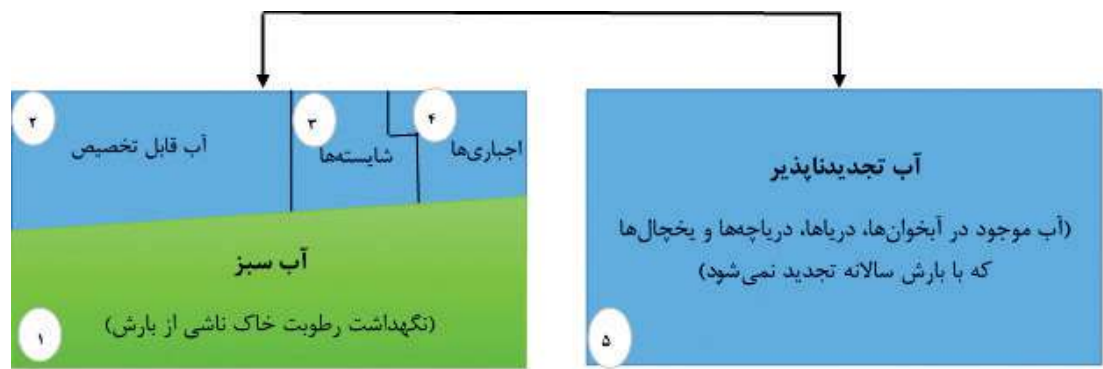 ۲
آب قابل تخصیص
۳
شایسته‌ها
۴
اجباری‌ها
آب سبز
(نگهداشت رطوبت خاک ناشی از بارش)
۱
آب تجدیدناپذیر
(آب موجود در آبخوان‌ها، دریاها، دریاچه‌ها و یخچال‌ها
که با بارش سالانه تجدید نمی‌شود)
۵